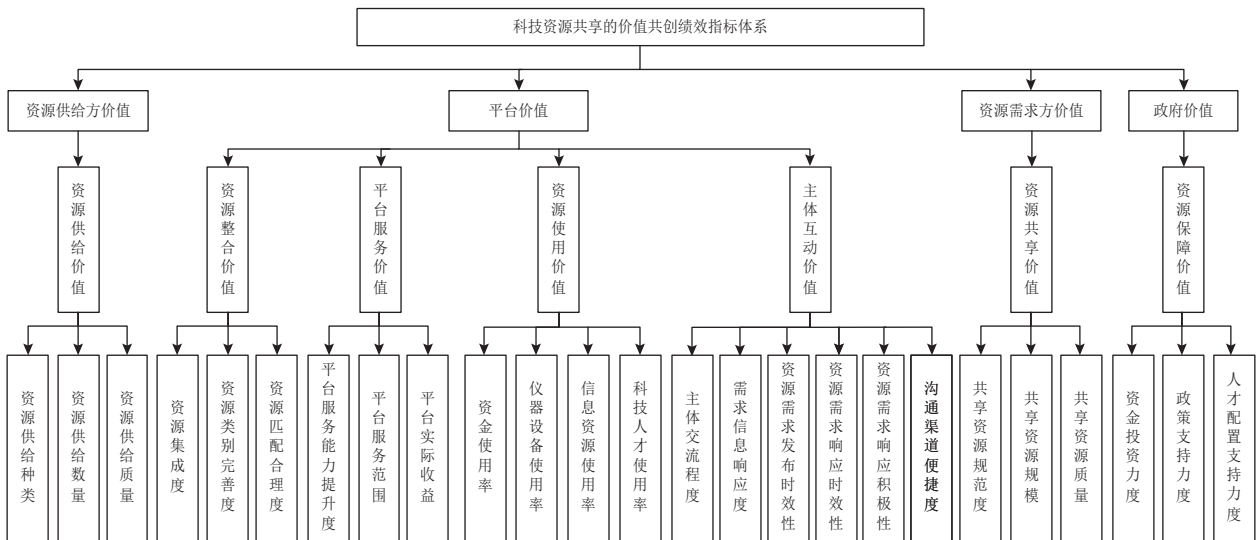 科技资源共享的价值共创绩效指标体系
资源供给方价值
平台价值
资源需求方价值
政府价值
资源供给价值
资源整合价值
平台服务价值
资源使用价值
主体互动价值
资源共享价值
资源保障价值
资源供给种类
资源供给数量
资源供给质量
资源集成度
资源类别完善度
资源匹配合理度
平台服务能力提升度
平台服务范围
平台实际收益
资金使用率
仪器设备使用率
信息资源使用率
科技人才使用率
主体交流程度
需求信息响应度
资源需求发布时效性
资源需求响应时效性
资源需求响应积极性
沟通渠道便捷度
共享资源规范度
共享资源规模
共享资源质量
资金投资力度
政策支持力度
人才配置支持力度